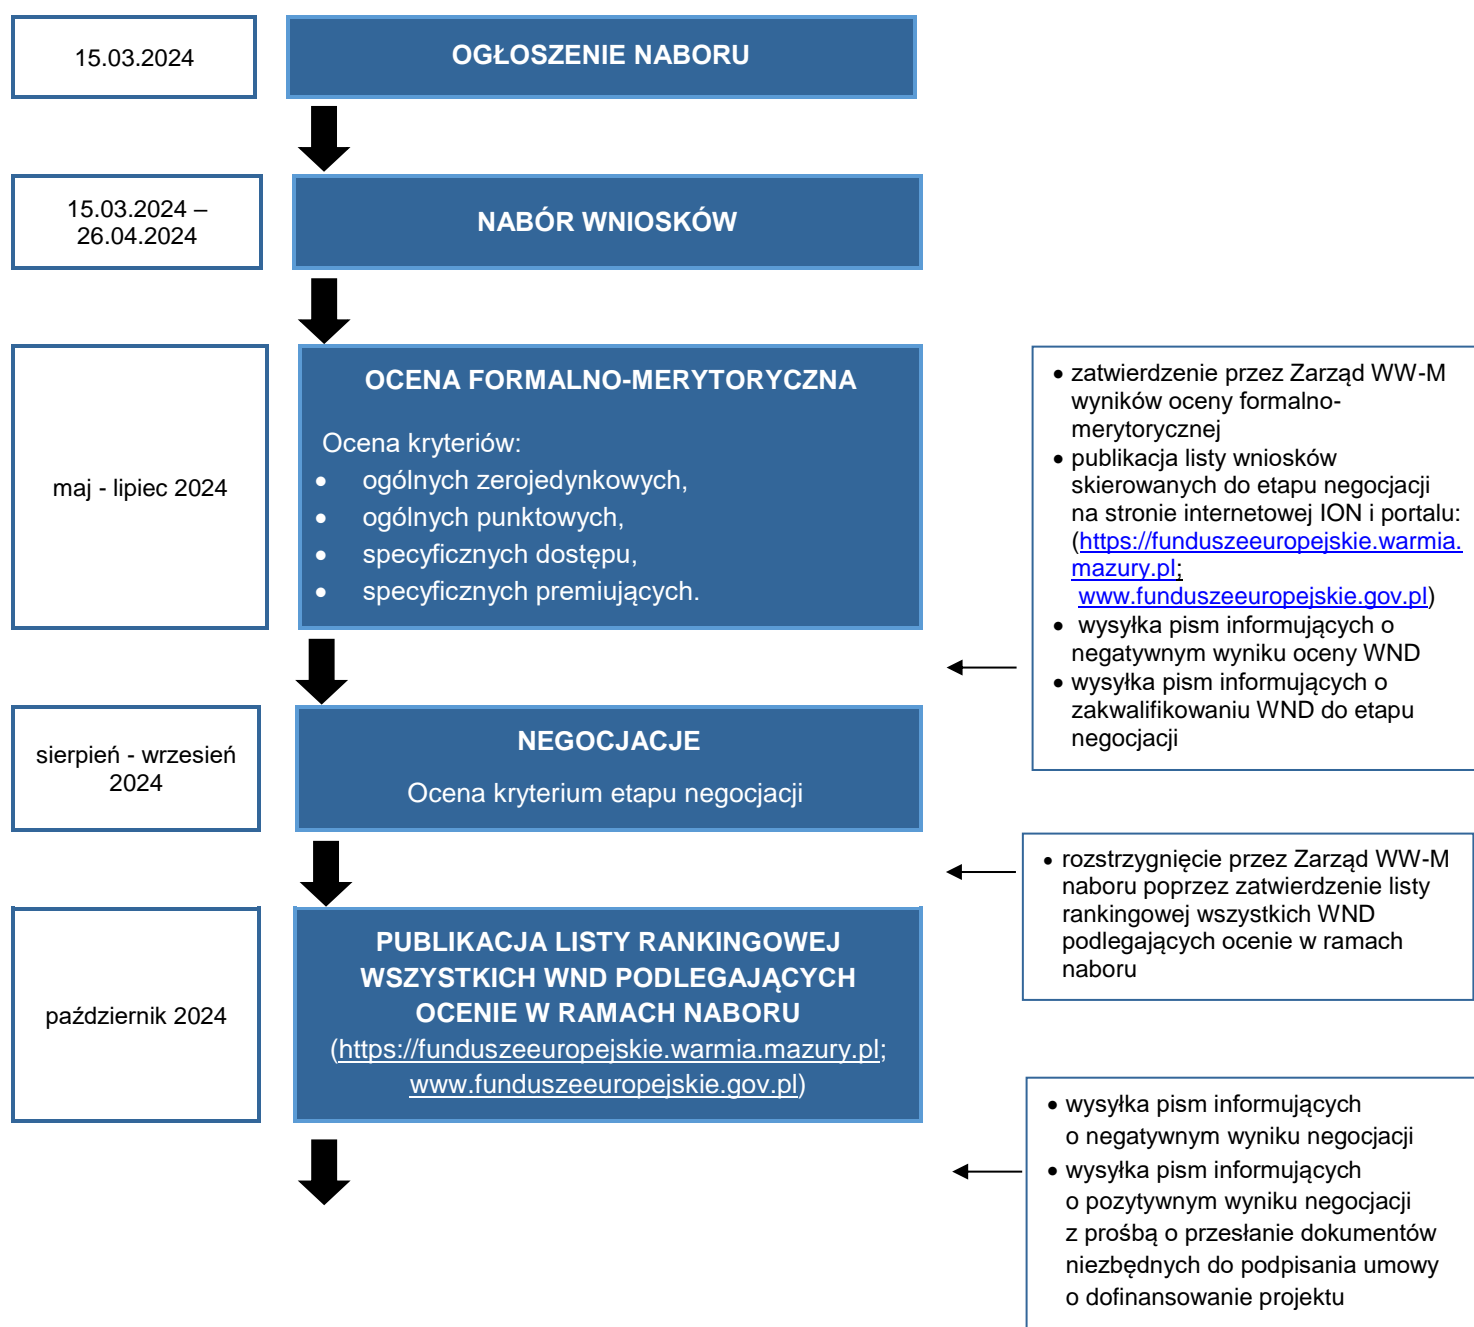 15.03.2024
OGŁOSZENIE NABORU
15.03.2024 –
26.04.2024
NABÓR WNIOSKÓW
maj - lipiec 2024
OCENA FORMALNO-MERYTORYCZNA
Ocena kryteriów:
• ogólnych zerojedynkowych,
• ogólnych punktowych,
• specyficznych dostępu,
• specyficznych premiujących.
• zatwierdzenie przez Zarząd WW-M
wyników oceny formalno-
merytorycznej
• publikacja listy wniosków
skierowanych do etapu negocjacji
na stronie internetowej ION i portalu:
(https://funduszeeuropejskie.warmia.
mazury.pl;
www.funduszeeuropejskie.gov.pl)
• wysyłka pism informujących o
negatywnym wyniku oceny WND
• wysyłka pism informujących o
zakwalifikowaniu WND do etapu
negocjacji
sierpień - wrzesień
2024
NEGOCJACJE
Ocena kryterium etapu negocjacji
• rozstrzygnięcie przez Zarząd WW-M
naboru poprzez zatwierdzenie listy
rankingowej wszystkich WND
podlegających ocenie w ramach
naboru
październik 2024
PUBLIKACJA LISTY RANKINGOWEJ
WSZYSTKICH WND PODLEGAJĄCYCH
OCENIE W RAMACH NABORU
(https://funduszeeuropejskie.warmia.mazury.pl;
www.funduszeeuropejskie.gov.pl)
• wysyłka pism informujących
o negatywnym wyniku negocjacji
• wysyłka pism informujących
o pozytywnym wyniku negocjacji
z prośbą o przesłanie dokumentów
niezbędnych do podpisania umowy
o dofinansowanie projektu